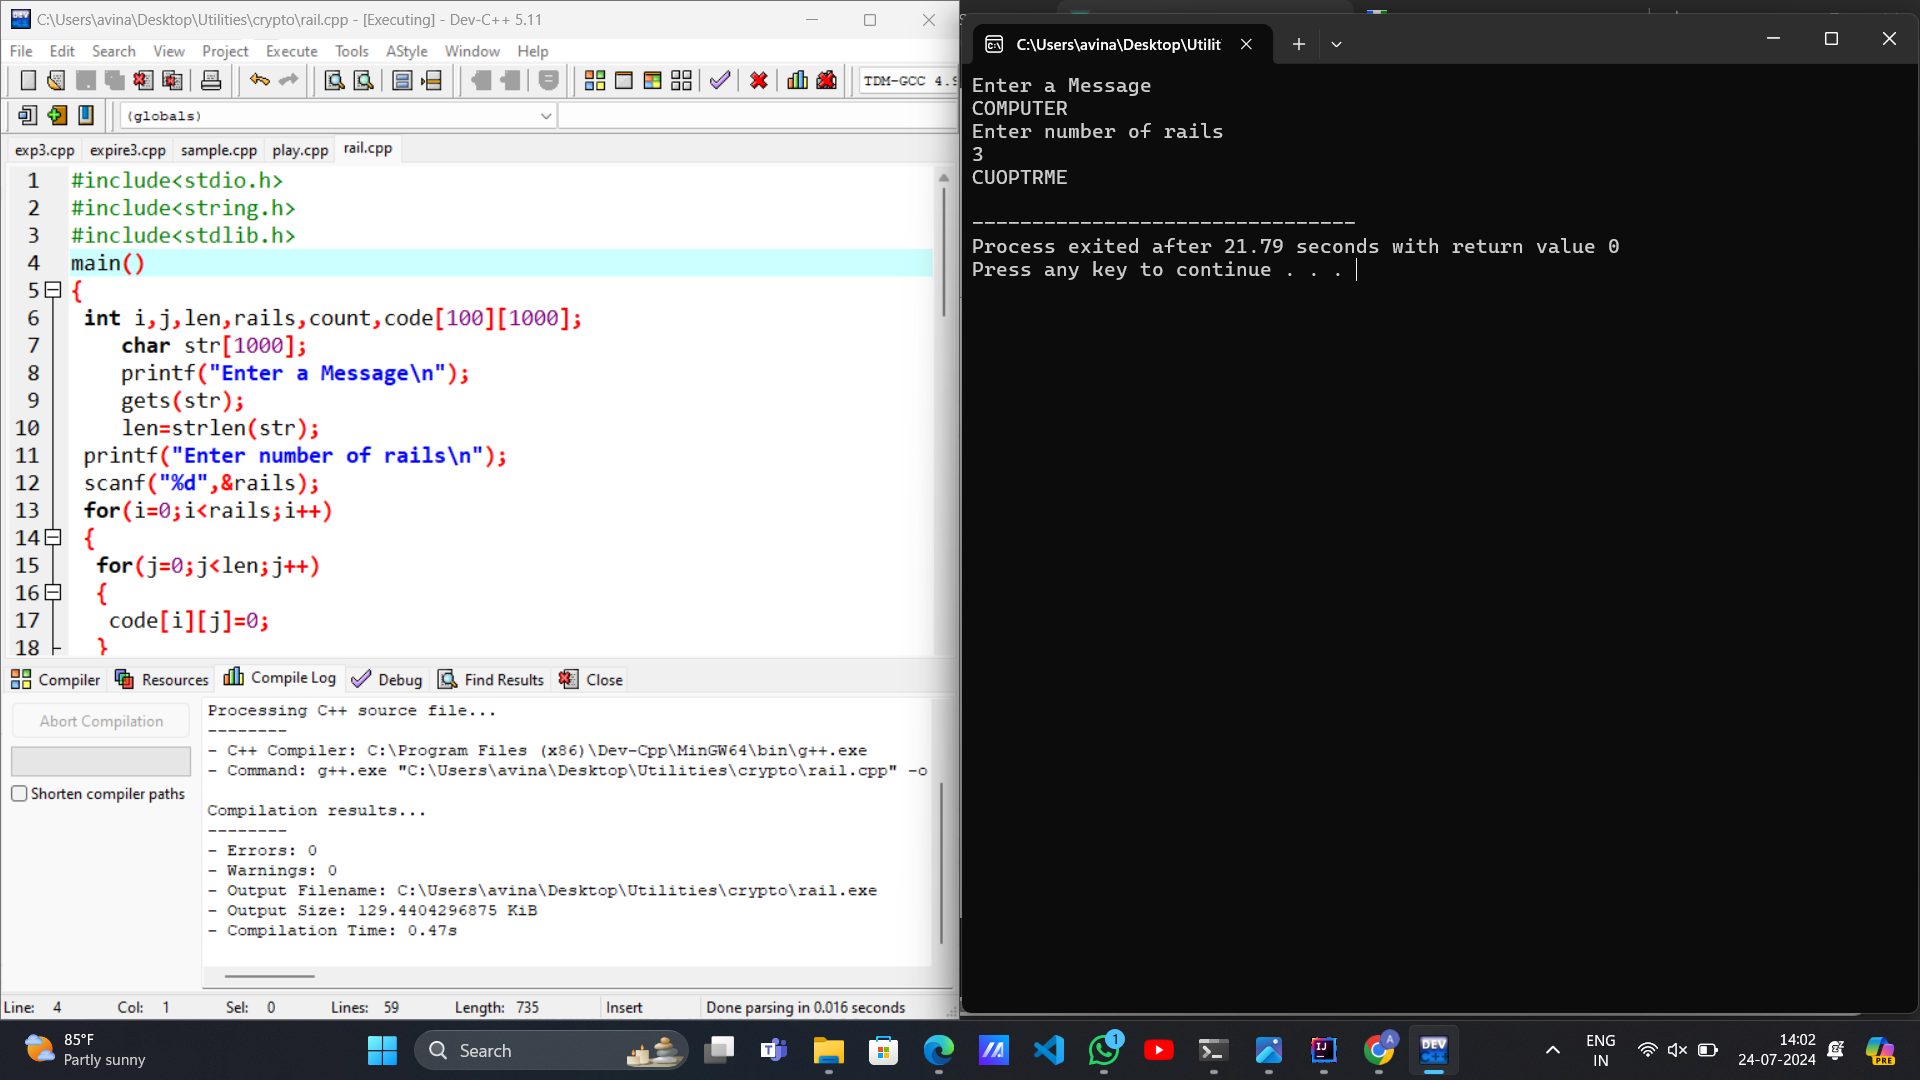 C:\Users\avina\Desktop\Utilities\crypto\rail.cpp - [Executing] - Dev-C++ 5.11
File Edit Search View Project Execute Tools AStyle Window Help
TDM-GCC 4.9
(globals)
exp3.cpp expire3.cpp sample.cpp play.cpp rail.cpp
1 #include<stdio.h>
2 #include<string.h>
3 #include<stdlib.h>
4 main()
5 {
6 int i,j,len,rails,count,code[100][1000];
7 char str[1000];
8 printf("Enter a Message\n");
9 gets(str);
10 len=strlen(str);
11 printf("Enter number of rails\n");
12 scanf("%d",&rails);
13 for(i=0;i<rails;i++)
14 {
15 for(j=0;j<len;j++)
16 {
17 code[i][j]=0;
18 }
Compiler Resources Compile Log Debug Find Results Close
Abort Compilation
Shorten compiler paths
Processing C++ source file...
--------
- C++ Compiler: C:\Program Files (x86)\Dev-Cpp\MinGW64\bin\g++.exe
- Command: g++.exe "C:\Users\avina\Desktop\Utilities\crypto\rail.cpp" -o
Compilation results...
--------
- Errors: 0
- Warnings: 0
- Output Filename: C:\Users\avina\Desktop\Utilities\crypto\rail.exe
- Output Size: 129.4404296875 KiB
- Compilation Time: 0.47s
Line: 4 Col: 1 Sel: 0 Lines: 59 Length: 735 Insert Done parsing in 0.016 seconds
C:\Users\avina\Desktop\Utilit
Enter a Message
COMPUTER
Enter number of rails
3
CUOPTRME
--------------------------------
Process exited after 21.79 seconds with return value 0
Press any key to continue . . .
85°F
Partly sunny
Search
1
A
IJ
DEV
C++
ENG
IN
14:02
24-07-2024
PRE